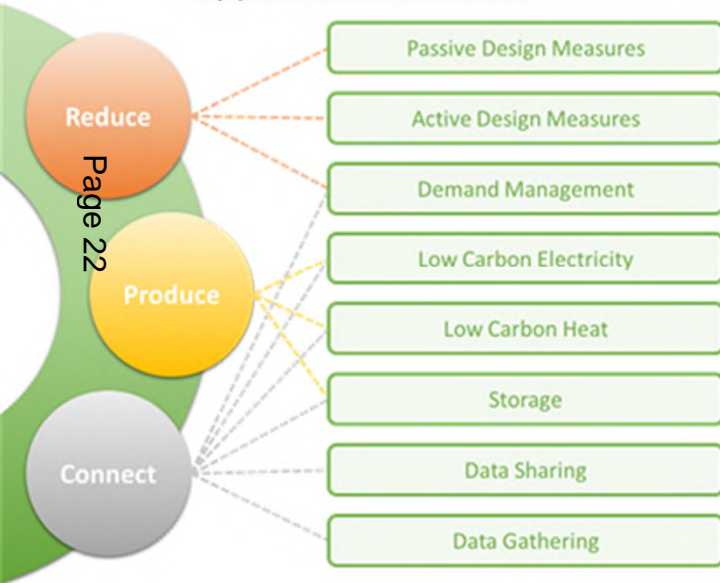 Reduce
Produce
Connect
Page 22
Passive Design Measures
Active Design Measures
Demand Management
Low Carbon Electricity
Low Carbon Heat
Storage
Data Sharing
Data Gathering